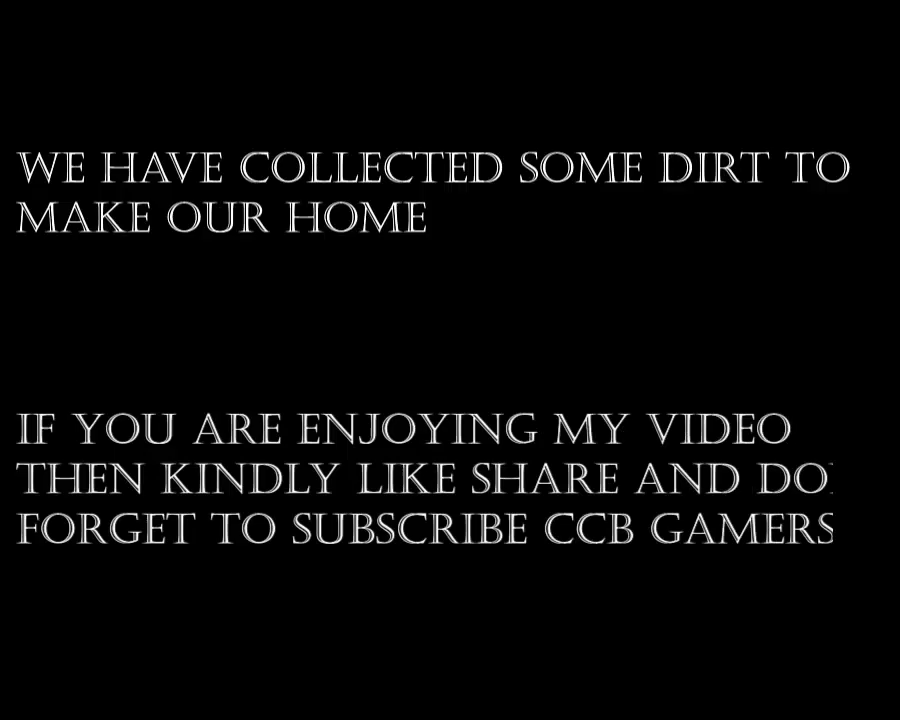 WE HAVE COLLECTED SOME DIRT TO
MAKE OUR HOME
IF YOU ARE ENJOYING MY VIDEO
THEN KINDLY LIKE SHARE AND DO
FORGET TO SUBSCRIBE CCB GAMERS